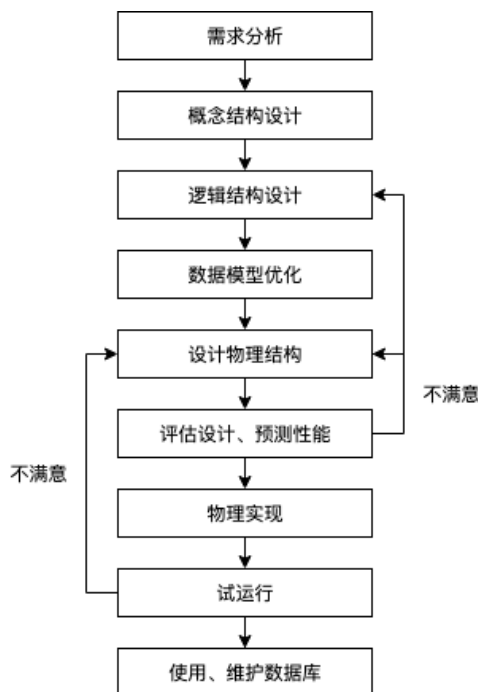 需求分析
概念结构设计
逻辑结构设计
数据模型优化
设计物理结构
不满意
评估设计、预测性能
不满意
物理实现
试运行
使用、维护数据库